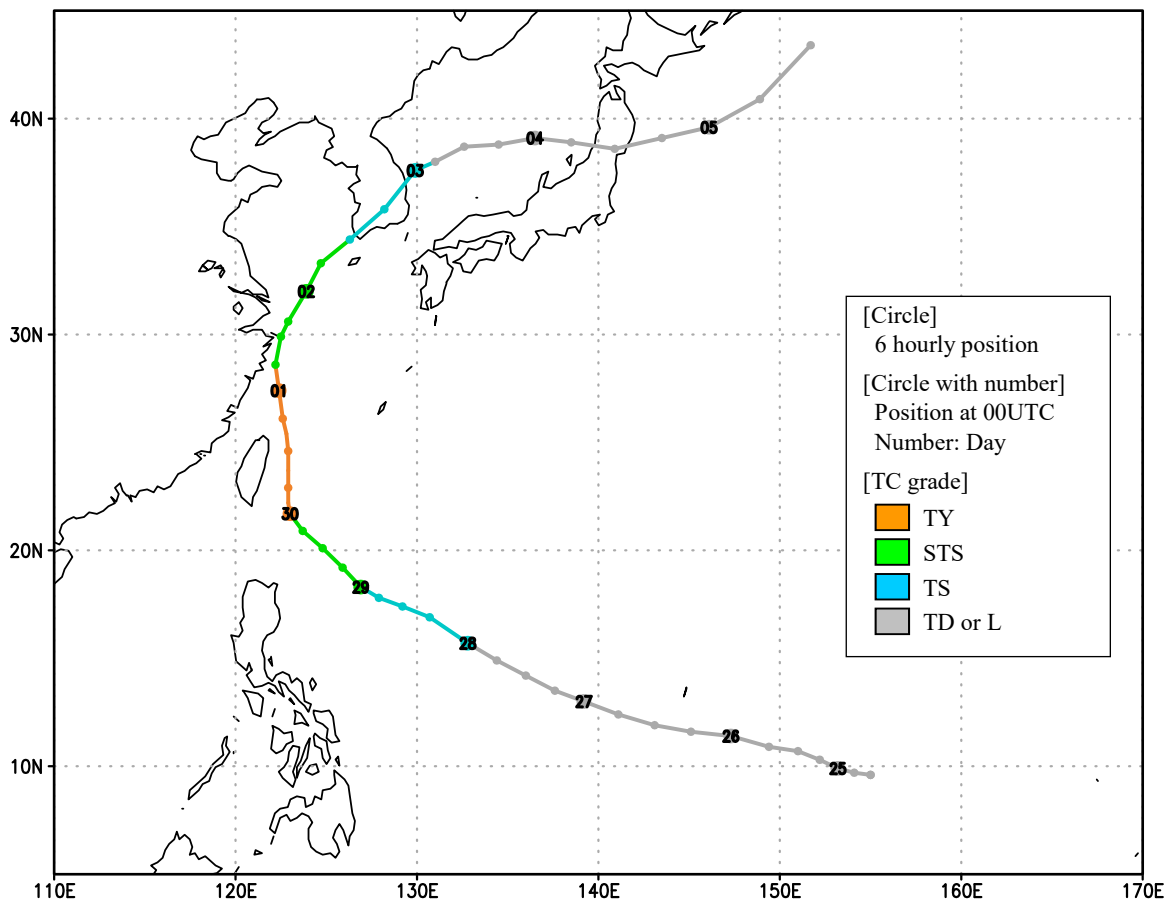 40N
30N
20N
10N
110E
120E
130E
140E
150E
160E
170E
03
04
05
02
01
30
29
28
27
26
25
[Circle]
6 hourly position
[Circle with number]
Position at 00UTC
Number: Day
[TC grade]
TY
STS
TS
TD or L